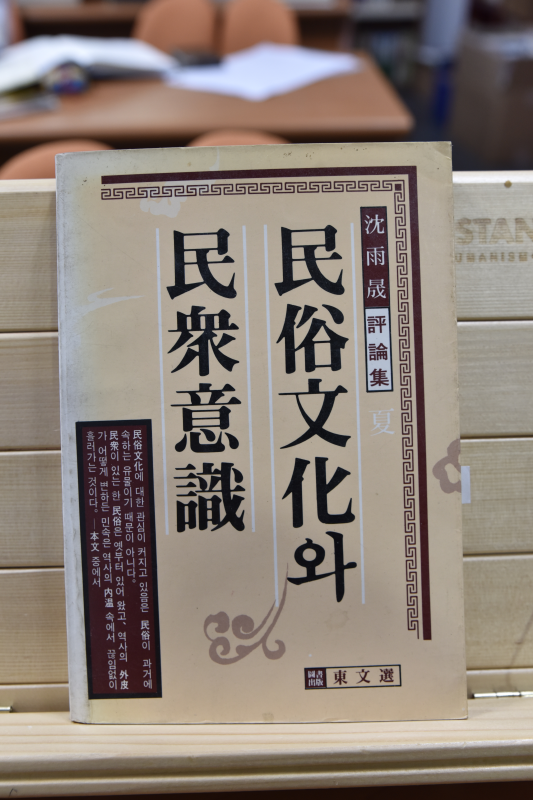 沈雨晟
評論集
夏
民俗文化와
民衆意識
民俗文化에 대한 관심이 커지고 있음은 民俗이 과거에
속하는 유물이기 때문이 아니다.
民衆이 있는 한 民俗은 옛부터 있어 왔고, 역사의 外皮
가 어떻게 변하든 민속은 역사의 內溫 속에서 끊임없이
흘러가는 것이다. ──本文 중에서
圖書
出版
東文選
STAN